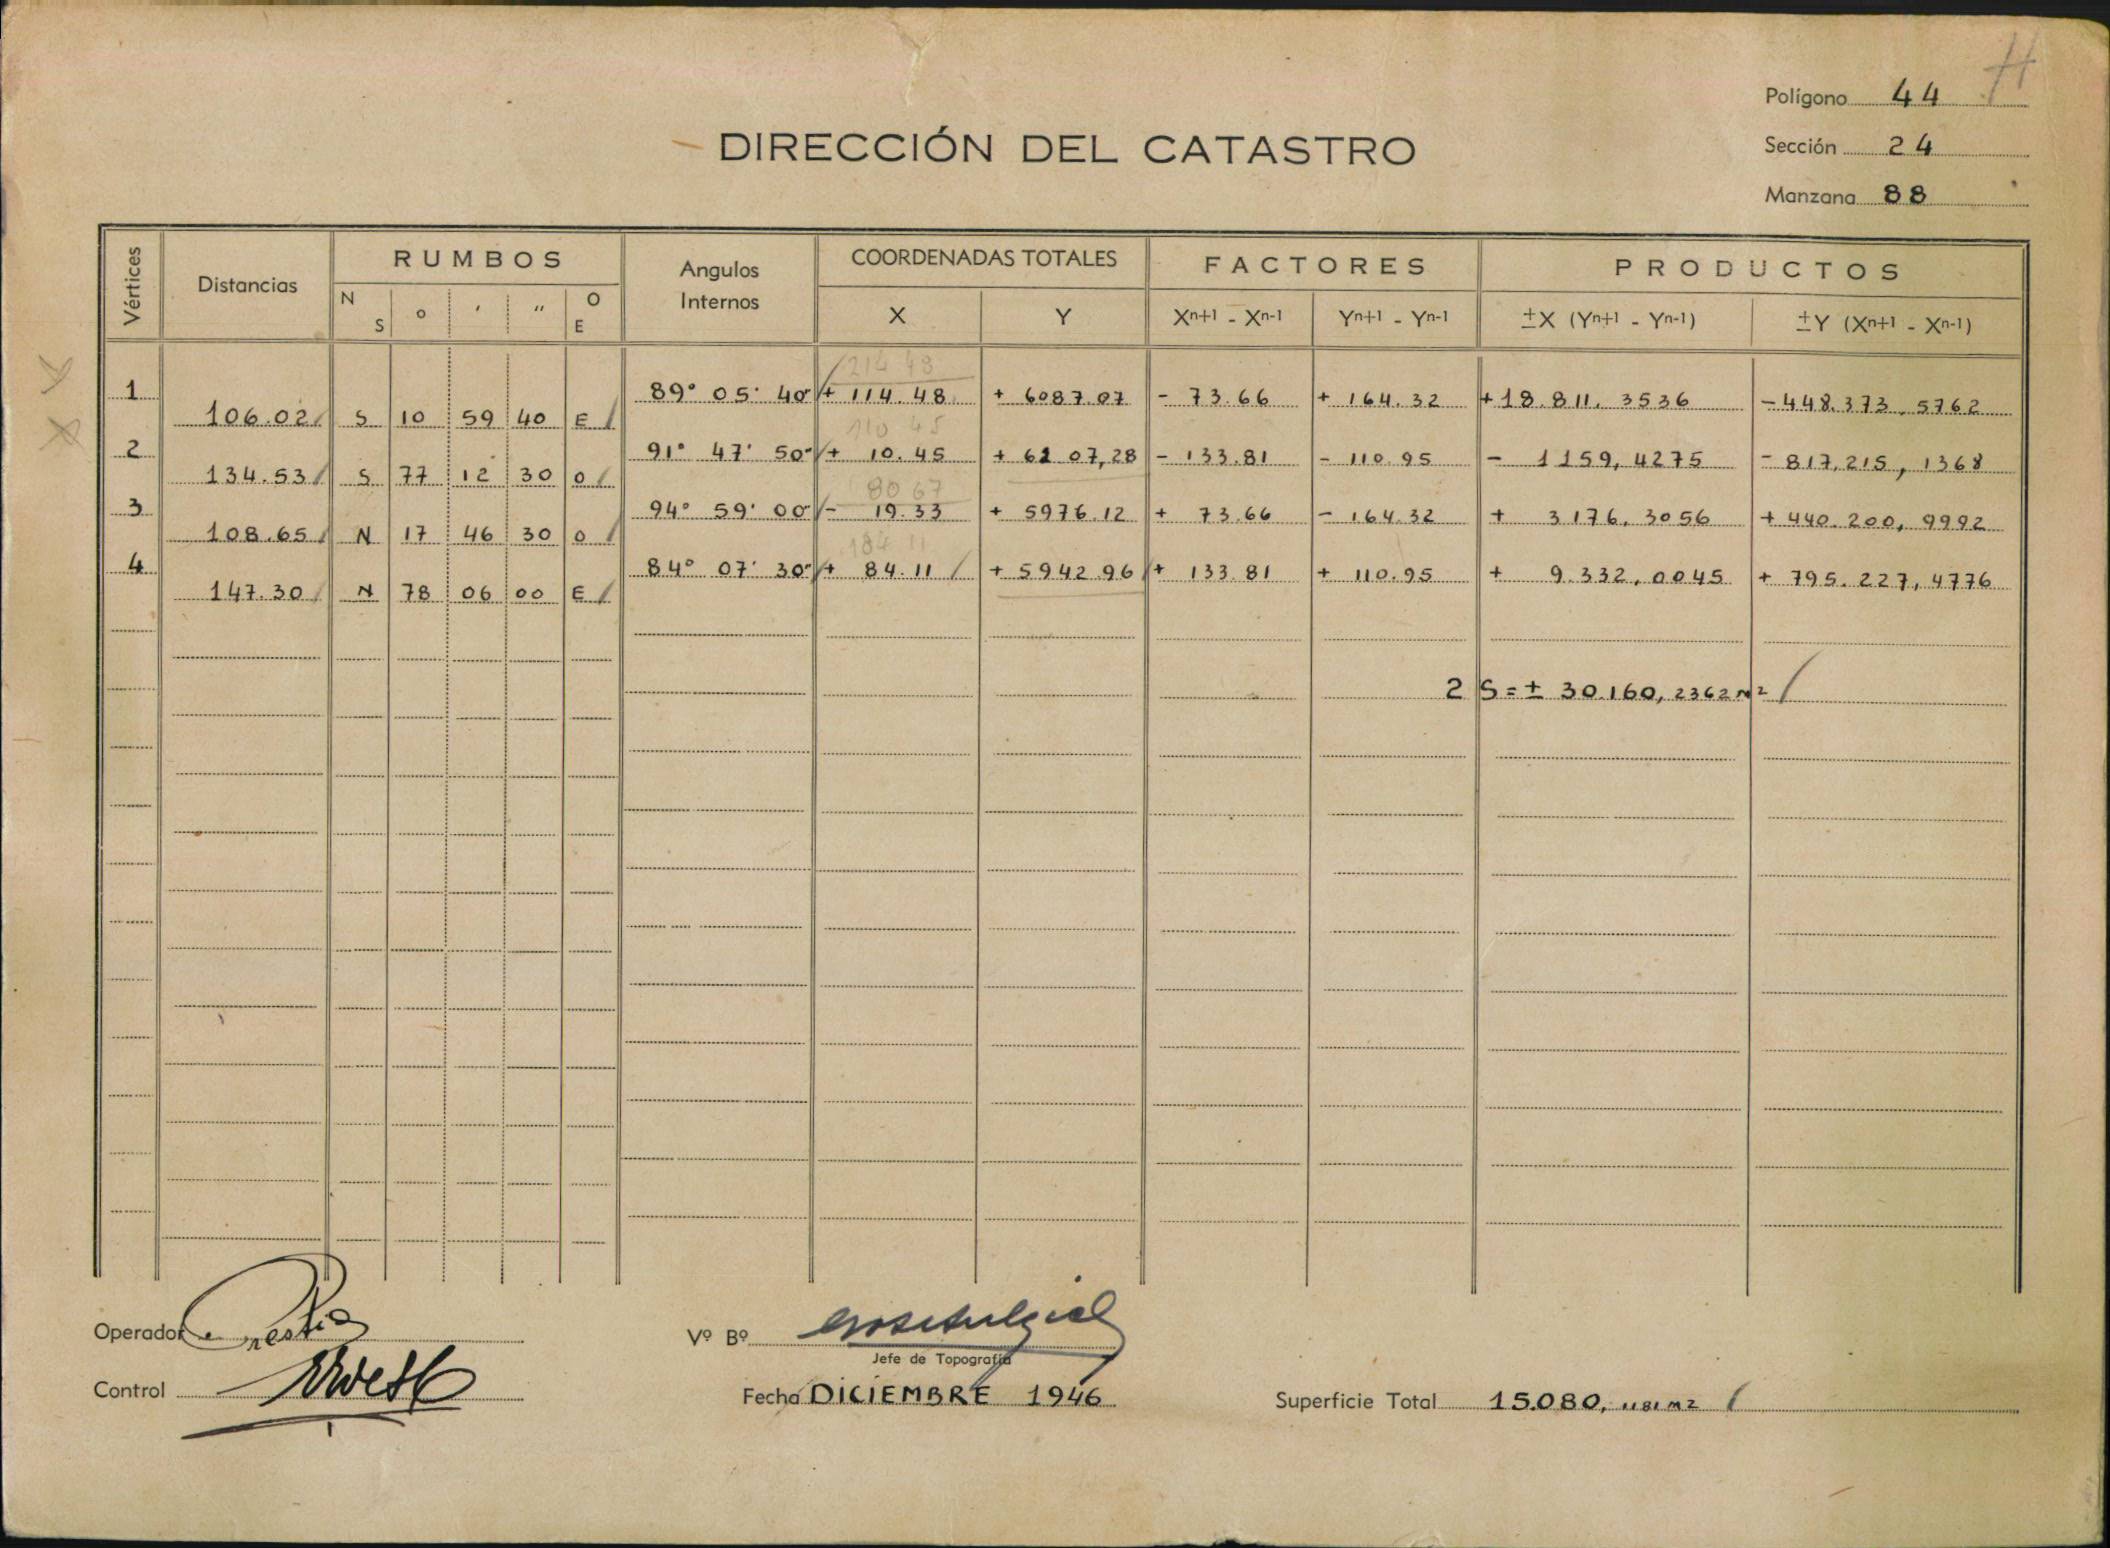 H
Polígono 44
DIRECCIÓN DEL CATASTRO
Sección 24
Manzana 88
Vértices Distancias RUMBOS Angulos Internos COORDENADAS TOTALES FACTORES PRODUCTOS
N S o ′ ″ O E X Y Xn+1 - Xn-1 Yn+1 - Yn-1 ±X (Yn+1 - Yn-1) ±Y (Xn+1 - Xn-1)
214 48
1 89° 05' 40" + 114.48 + 6087.07 - 73.66 + 164.32 +18.811.3536 -448.373.5762
106.02 S 10 59 40 E
110 45
2 91° 47' 50" + 10.45 + 6107,28 - 133.81 - 110.95 - 1159,4275 - 817.215,1368
134.53 S 77 12 30 O
80 67
3 94° 59' 00" - 19.33 + 5976.12 + 73.66 - 164.32 + 3176.3056 + 440.200,9992
108.65 N 17 46 30 O
184 11
4 84° 07' 30" + 84.11 + 5942.96 + 133.81 + 110.95 + 9.332,0045 + 795.227,4776
147.30 N 78 06 00 E
2 S = ± 30.160,2362 m2
Operador
Vº Bº
Jefe de Topografía
Control
Fecha DICIEMBRE 1946
Superficie Total 15.080,1181 m2